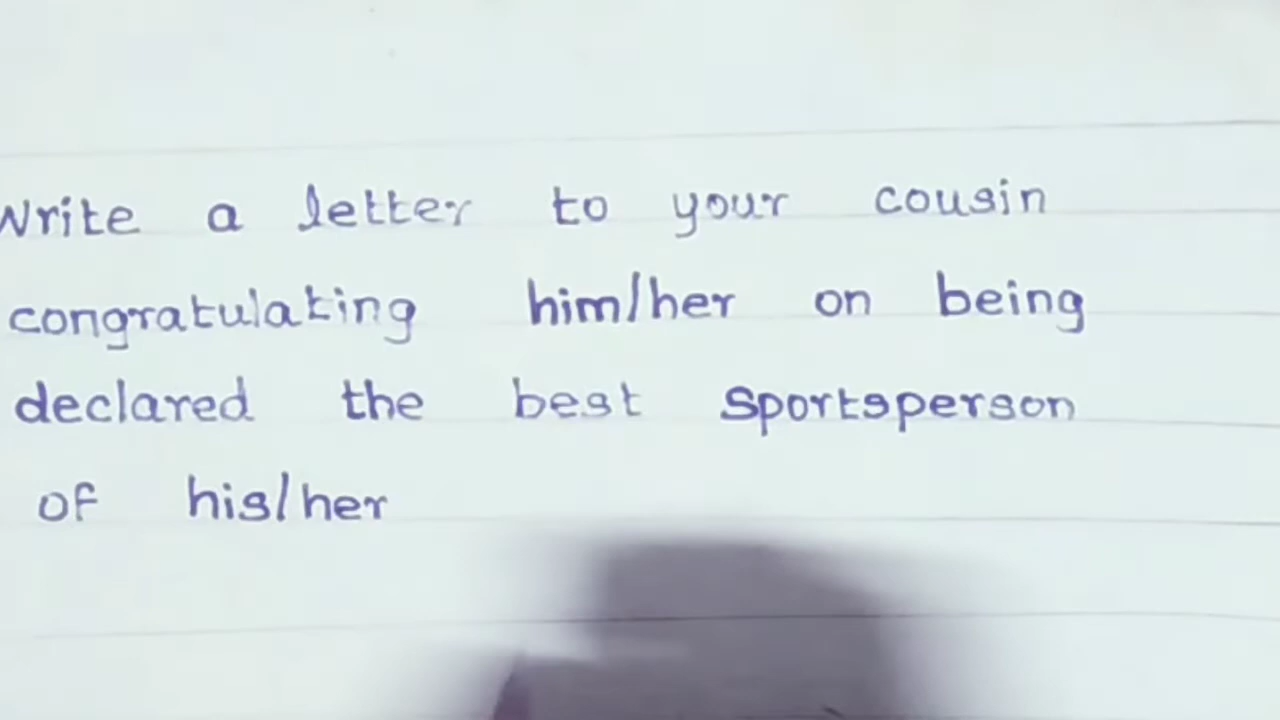 Write a letter to your cousin
congratulating him/her on being
declared the best sportsperson
of his/her